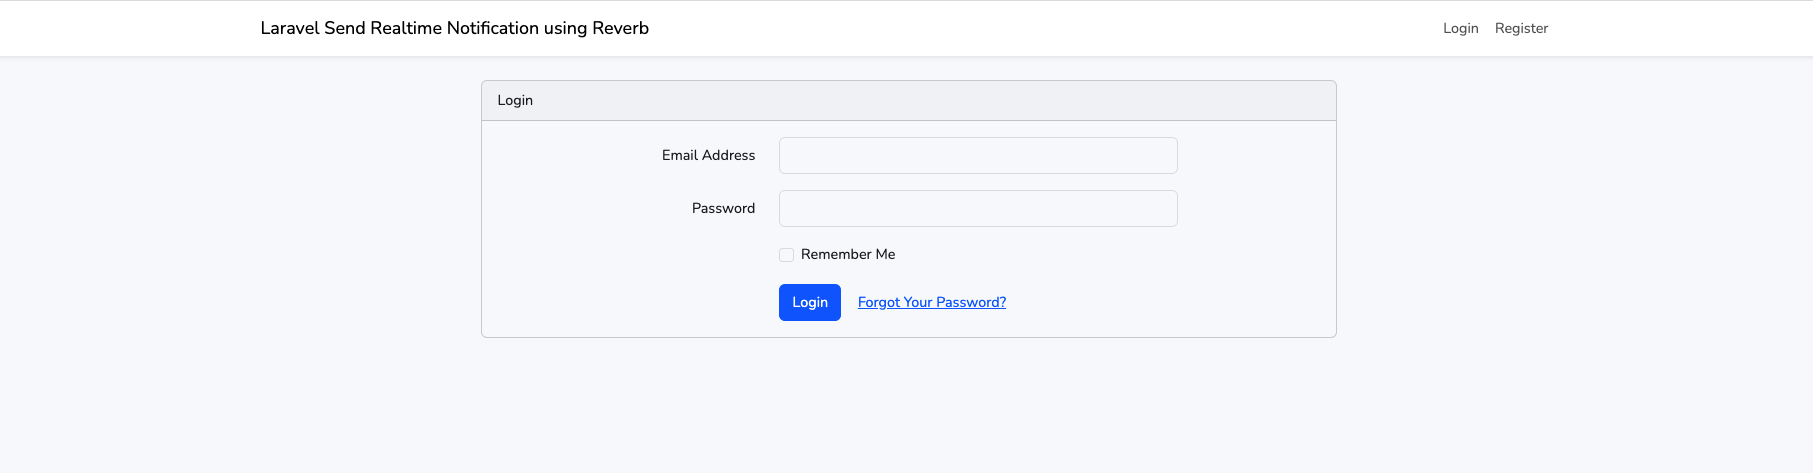 Laravel Send Realtime Notification using Reverb
Login Register
Login
Email Address
Password
Remember Me
Login Forgot Your Password?